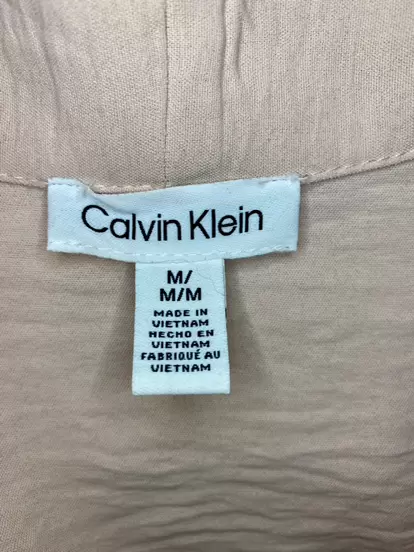 Calvin Klein
M/
M/M
MADE IN
VIETNAM
HECHO EN
VIETNAM
FABRIQUÉ AU
VIETNAM